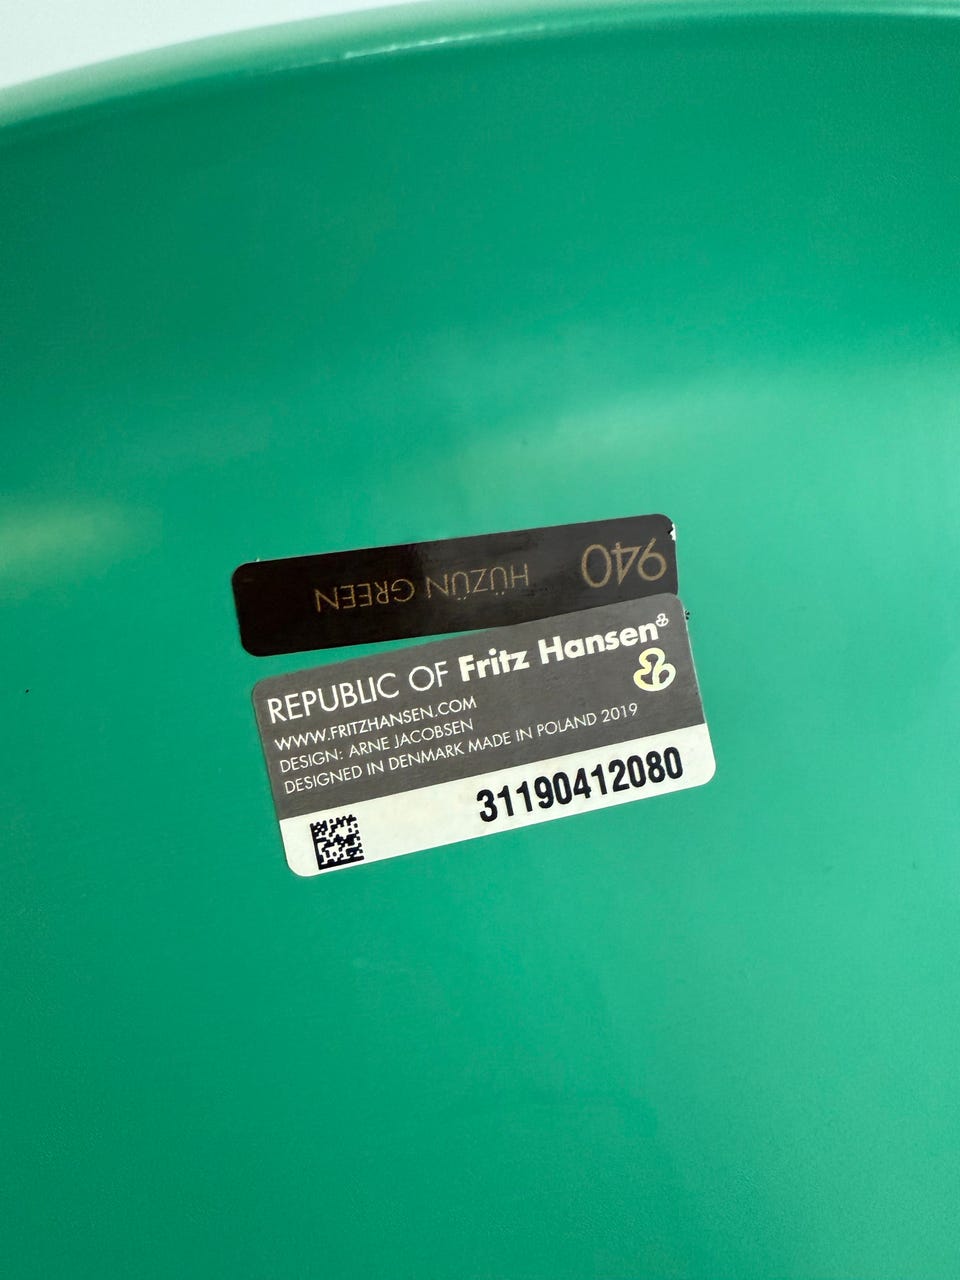 940 HÜZÜN GREEN
REPUBLIC OF Fritz Hansen
WWW.FRITZHANSEN.COM
DESIGN: ARNE JACOBSEN
DESIGNED IN DENMARK MADE IN POLAND 2019
31190412080